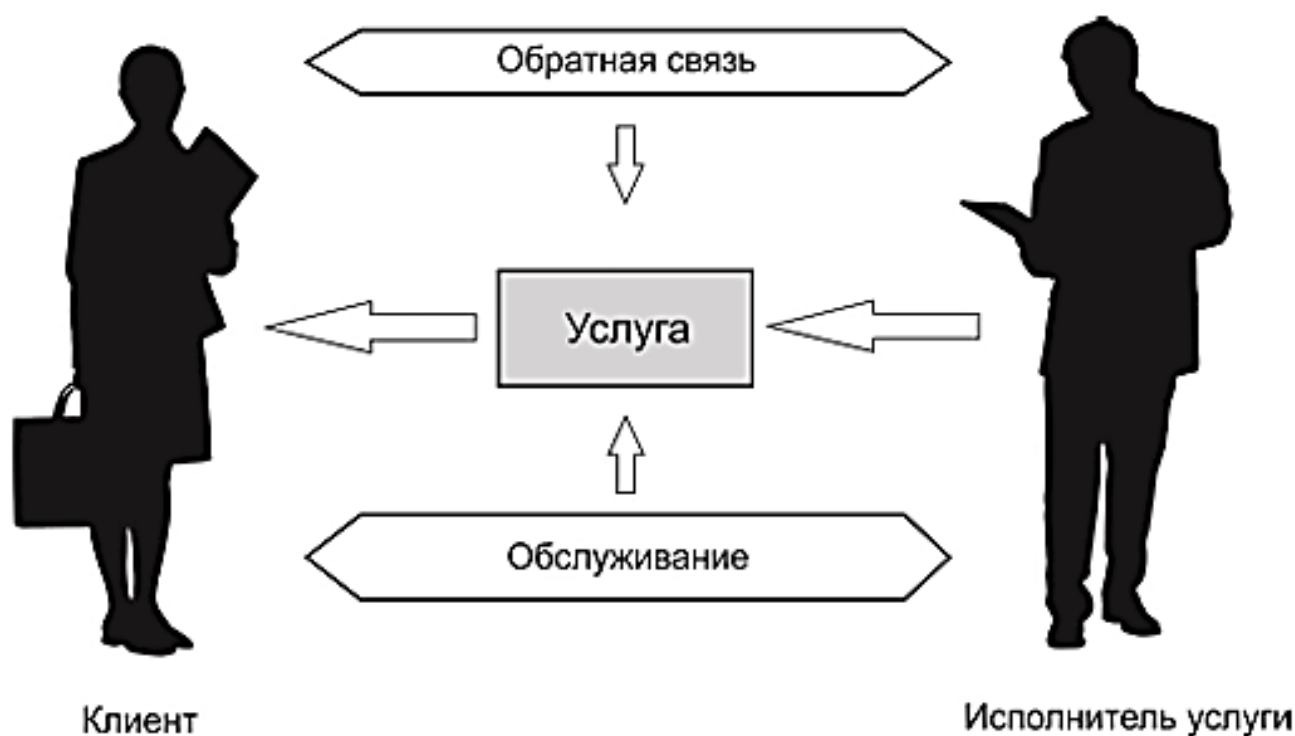 Обратная связь
Услуга
Обслуживание
Клиент
Исполнитель услуги